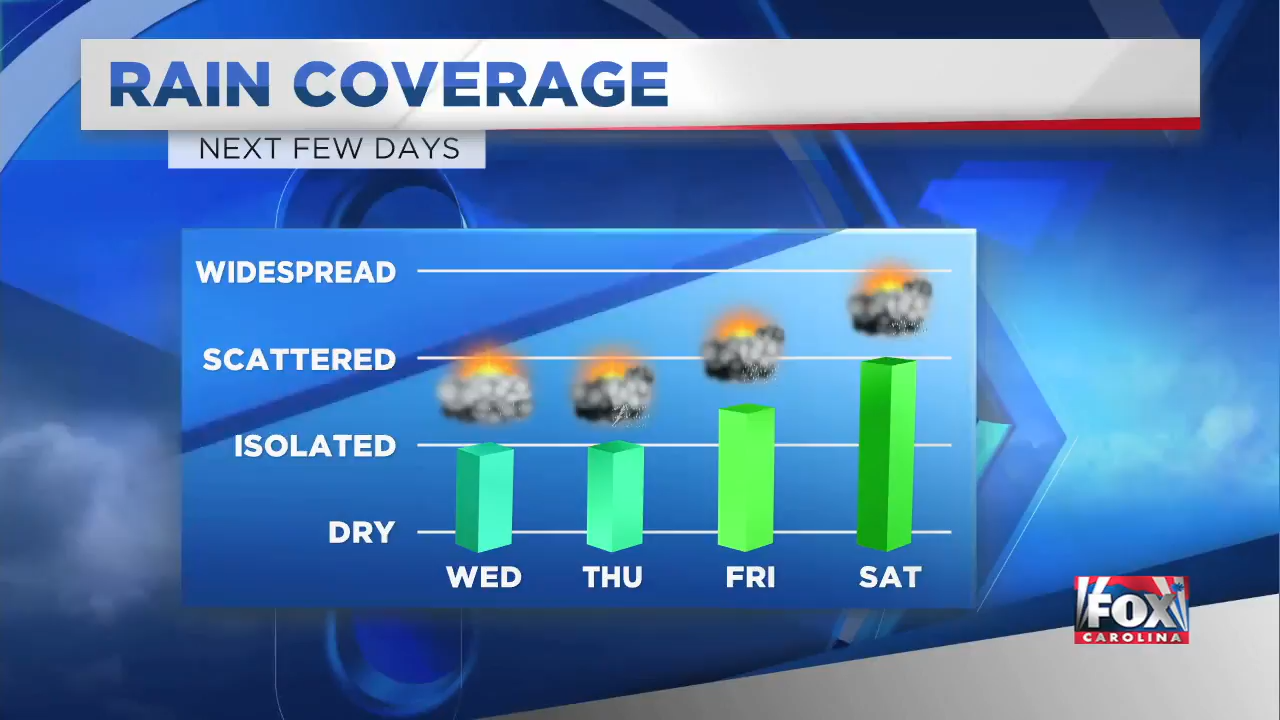 RAIN COVERAGE
NEXT FEW DAYS
WIDESPREAD
SCATTERED
ISOLATED
DRY
WED THU FRI SAT
FOX
CAROLINA